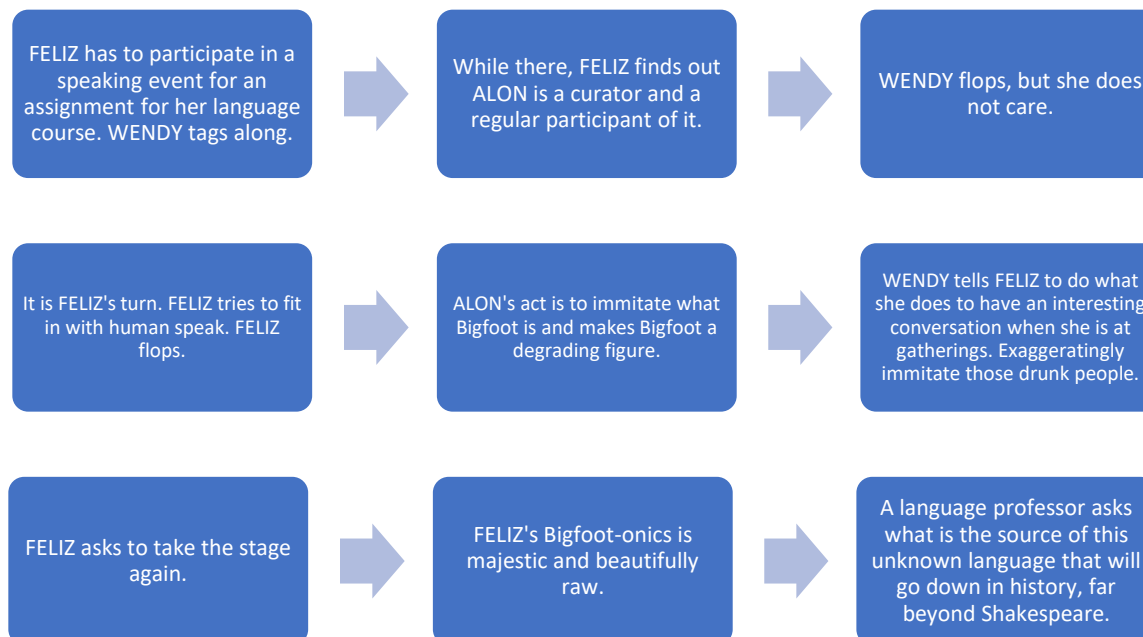 FELIZ has to participate in a
speaking event for an
assignment for her language
course. WENDY tags along.
While there, FELIZ finds out
ALON is a curator and a
regular participant of it.
WENDY flops, but she does
not care.
It is FELIZ's turn. FELIZ tries to fit
in with human speak. FELIZ
flops.
ALON's act is to immitate what
Bigfoot is and makes Bigfoot a
degrading figure.
WENDY tells FELIZ to do what
she does to have an interesting
conversation when she is at
gatherings. Exaggeratingly
immitate those drunk people.
FELIZ asks to take the stage
again.
FELIZ's Bigfoot-onics is
majestic and beautifully
raw.
A language professor asks
what is the source of this
unknown language that will
go down in history, far
beyond Shakespeare.